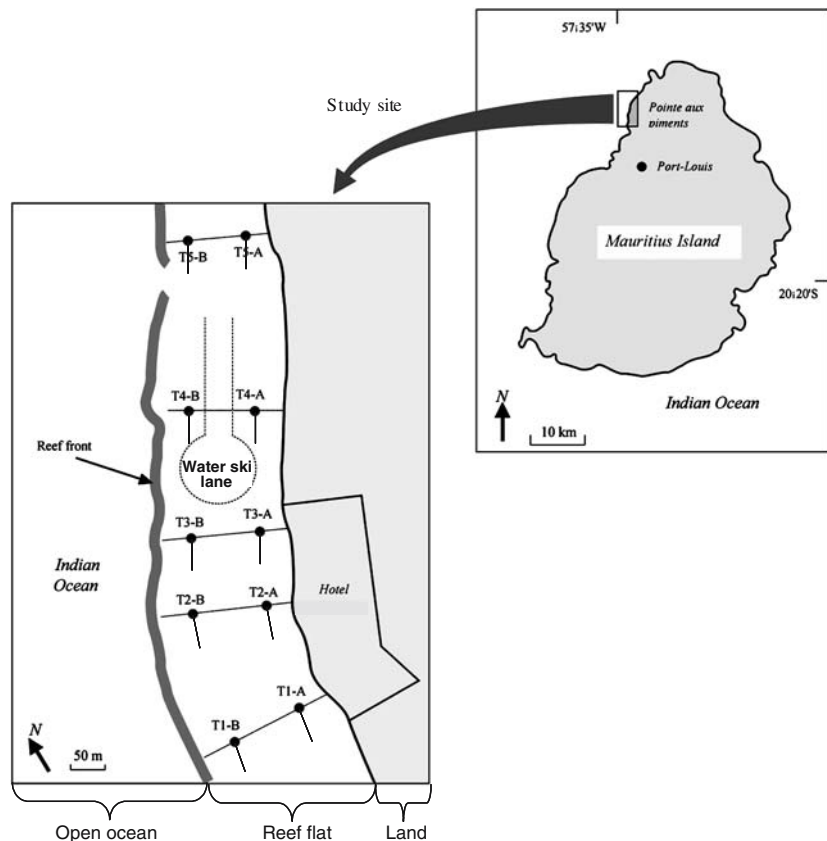 57¡35'W
Study site
Pointe aux
piments
Port-Louis
Mauritius Island
20¡20'S
N
10 km
Indian Ocean
T5-B
T5-A
T4-B
T4-A
Reef front
Water ski
lane
T3-B
T3-A
Indian
Ocean
Hotel
T2-B
T2-A
T1-A
T1-B
N
50 m
Open ocean
Reef flat
Land